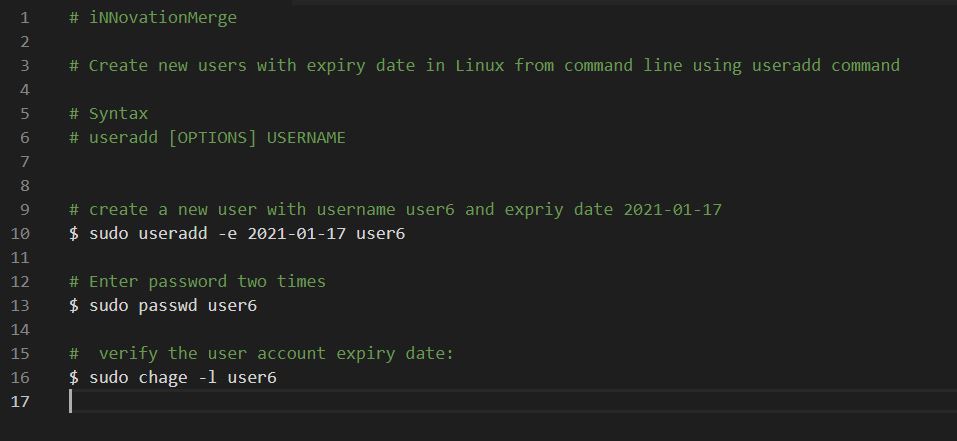 1 # iNNovationMerge
2
3 # Create new users with expiry date in Linux from command line using useradd command
4
5 # Syntax
6 # useradd [OPTIONS] USERNAME
7
8
9 # create a new user with username user6 and expriy date 2021-01-17
10 $ sudo useradd -e 2021-01-17 user6
11
12 # Enter password two times
13 $ sudo passwd user6
14
15 #  verify the user account expiry date:
16 $ sudo chage -l user6
17